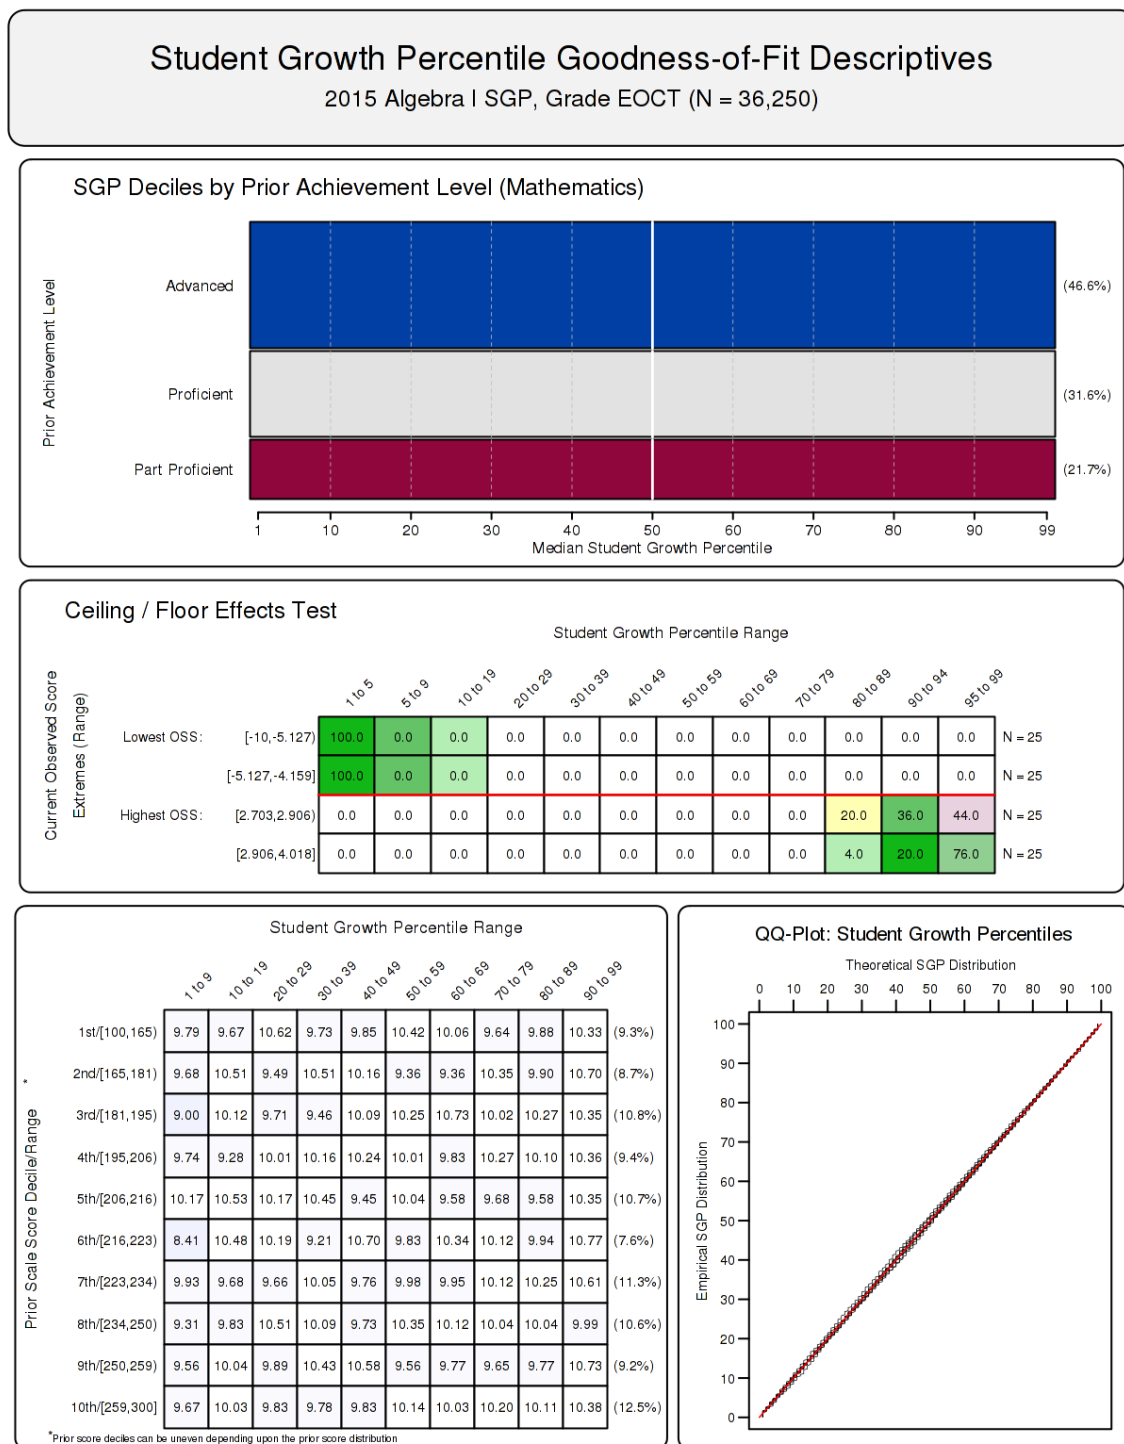 Student Growth Percentile Goodness-of-Fit Descriptives
2015 Algebra I SGP, Grade EOCT (N = 36,250)
SGP Deciles by Prior Achievement Level (Mathematics)
Prior Achievement Level
Advanced (46.6%)
Proficient (31.6%)
Part Proficient (21.7%)
1 10 20 30 40 50 60 70 80 90 99
Median Student Growth Percentile
Ceiling / Floor Effects Test
Student Growth Percentile Range
Current Observed Score
Extremes (Range)
1 to 5 5 to 9 10 to 19 20 to 29 30 to 39 40 to 49 50 to 59 60 to 69 70 to 79 80 to 89 90 to 94 95 to 99
Lowest OSS: [-10,-5.127) 100.0 0.0 0.0 0.0 0.0 0.0 0.0 0.0 0.0 0.0 0.0 0.0 N = 25
[-5.127,-4.159] 100.0 0.0 0.0 0.0 0.0 0.0 0.0 0.0 0.0 0.0 0.0 0.0 N = 25
Highest OSS: [2.703,2.906) 0.0 0.0 0.0 0.0 0.0 0.0 0.0 0.0 0.0 20.0 36.0 44.0 N = 25
[2.906,4.018] 0.0 0.0 0.0 0.0 0.0 0.0 0.0 0.0 0.0 4.0 20.0 76.0 N = 25
Student Growth Percentile Range
Prior Scale Score Decile/Range *
1 to 9 10 to 19 20 to 29 30 to 39 40 to 49 50 to 59 60 to 69 70 to 79 80 to 89 90 to 99
1st/[100,165) 9.79 9.67 10.62 9.73 9.85 10.42 10.06 9.64 9.88 10.33 (9.3%)
2nd/[165,181) 9.68 10.51 9.49 10.51 10.16 9.36 9.36 10.35 9.90 10.70 (8.7%)
3rd/[181,195) 9.00 10.12 9.71 9.46 10.09 10.25 10.73 10.02 10.27 10.35 (10.8%)
4th/[195,206) 9.74 9.28 10.01 10.16 10.24 10.01 9.83 10.27 10.10 10.36 (9.4%)
5th/[206,216) 10.17 10.53 10.17 10.45 9.45 10.04 9.58 9.68 9.58 10.35 (10.7%)
6th/[216,223) 8.41 10.48 10.19 9.21 10.70 9.83 10.34 10.12 9.94 10.77 (7.6%)
7th/[223,234) 9.93 9.68 9.66 10.05 9.76 9.98 9.95 10.12 10.25 10.61 (11.3%)
8th/[234,250) 9.31 9.83 10.51 10.09 9.73 10.35 10.12 10.04 10.04 9.99 (10.6%)
9th/[250,259) 9.56 10.04 9.89 10.43 10.58 9.56 9.77 9.65 9.77 10.73 (9.2%)
10th/[259,300] 9.67 10.03 9.83 9.78 9.83 10.14 10.03 10.20 10.11 10.38 (12.5%)
*Prior score deciles can be uneven depending upon the prior score distribution
QQ-Plot: Student Growth Percentiles
Theoretical SGP Distribution
0 10 20 30 40 50 60 70 80 90 100
Empirical SGP Distribution
100
90
80
70
60
50
40
30
20
10
0